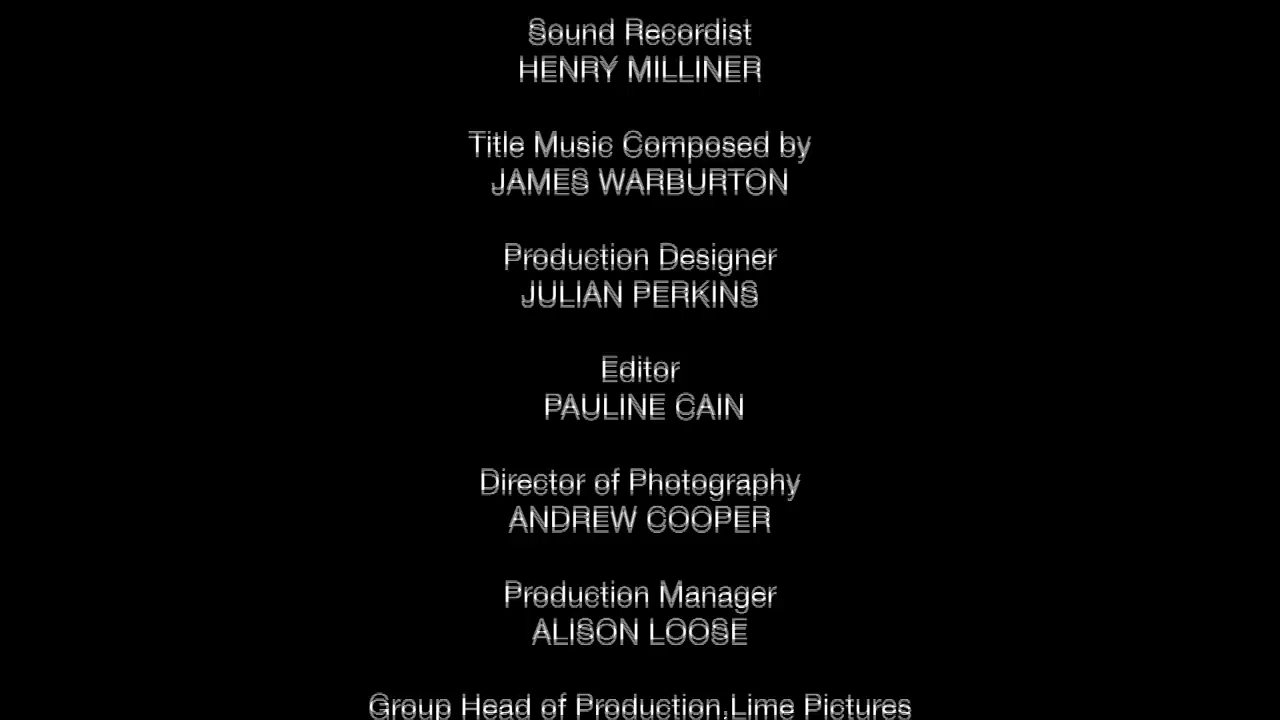 Sound Recordist
HENRY MILLINER
Title Music Composed by
JAMES WARBURTON
Production Designer
JULIAN PERKINS
Editor
PAULINE CAIN
Director of Photography
ANDREW COOPER
Production Manager
ALISON LOOSE
Group Head of Production,Lime Pictures